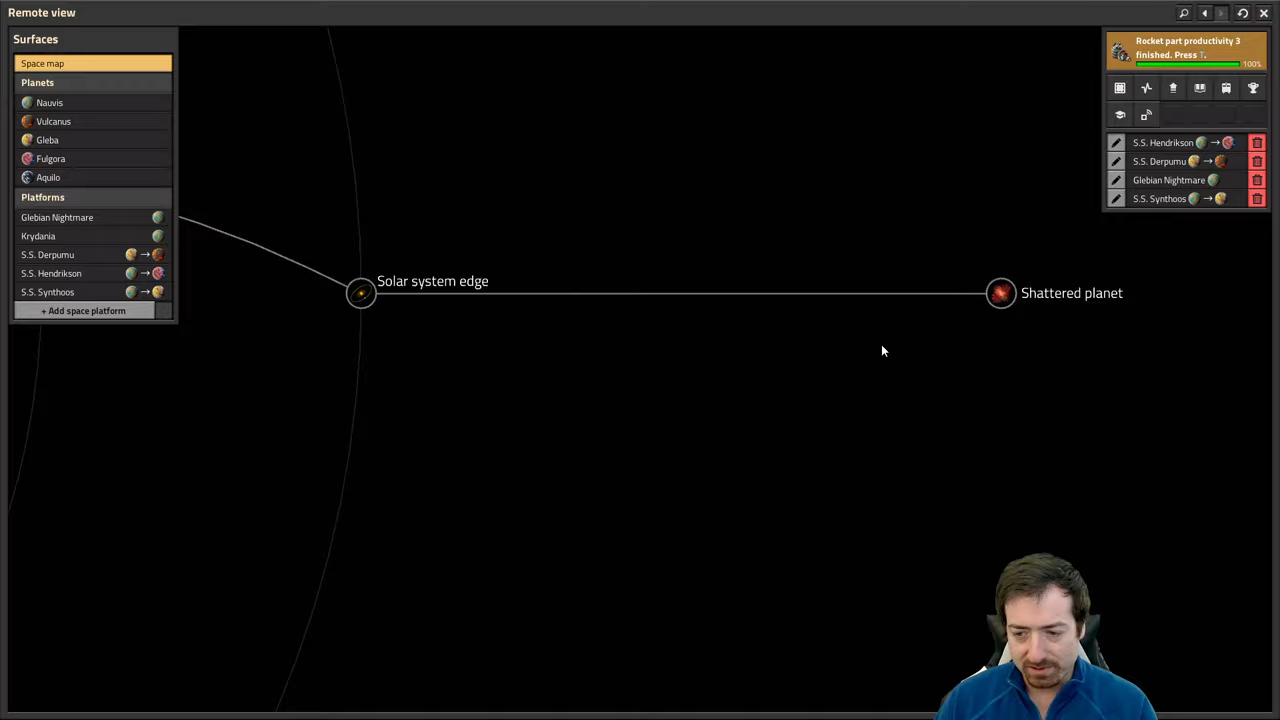 Remote view
Surfaces
Space map
Planets
Nauvis
Vulcanus
Gleba
Fulgora
Aquilo
Platforms
Glebian Nightmare
Krydania
S.S. Derpumu →
S.S. Hendrikson →
S.S. Synthoos →
+ Add space platform
Solar system edge
Shattered planet
Rocket part productivity 3
finished. Press T.
100%
S.S. Hendrikson →
S.S. Derpumu →
Glebian Nightmare
S.S. Synthoos →